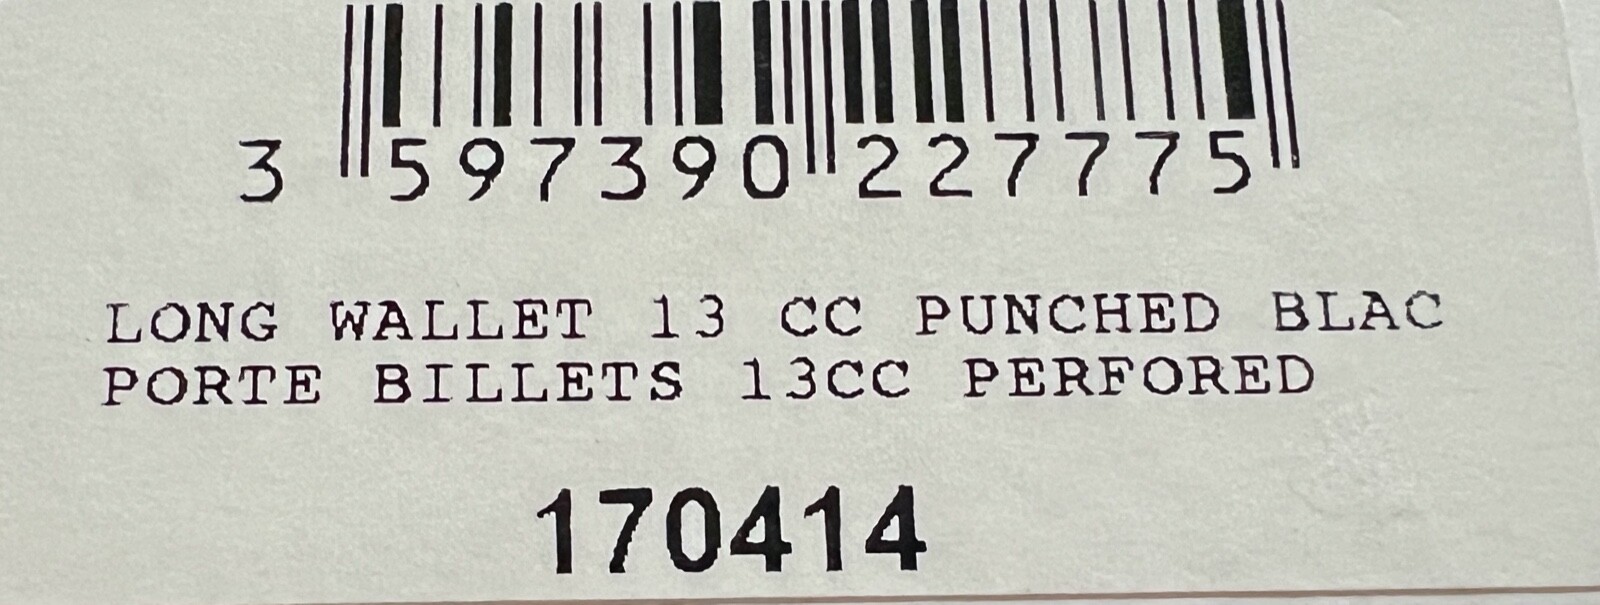 3 597390 227775
LONG WALLET 13 CC PUNCHED BLAC
PORTE BILLETS 13CC PERFORED
170414